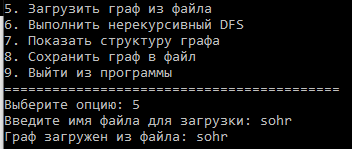 5. Загрузить граф из файла
6. Выполнить нерекурсивный DFS
7. Показать структуру графа
8. Сохранить граф в файл
9. Выйти из программы
==========================================
Выберите опцию: 5
Введите имя файла для загрузки: sohr
Граф загружен из файла: sohr